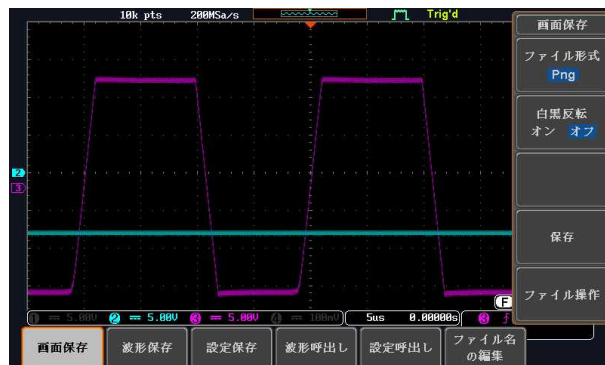 10k pts 200MSa/s Trig'd
画面保存
ファイル形式
Png
白黒反転
オン オフ
2
3
保存
ファイル操作
F
1 5.00V 2 5.00V 3 5.00V 4 100mV 5us 0.00000s 3
画面保存 波形保存 設定保存 波形呼出し 設定呼出し ファイル名
の編集